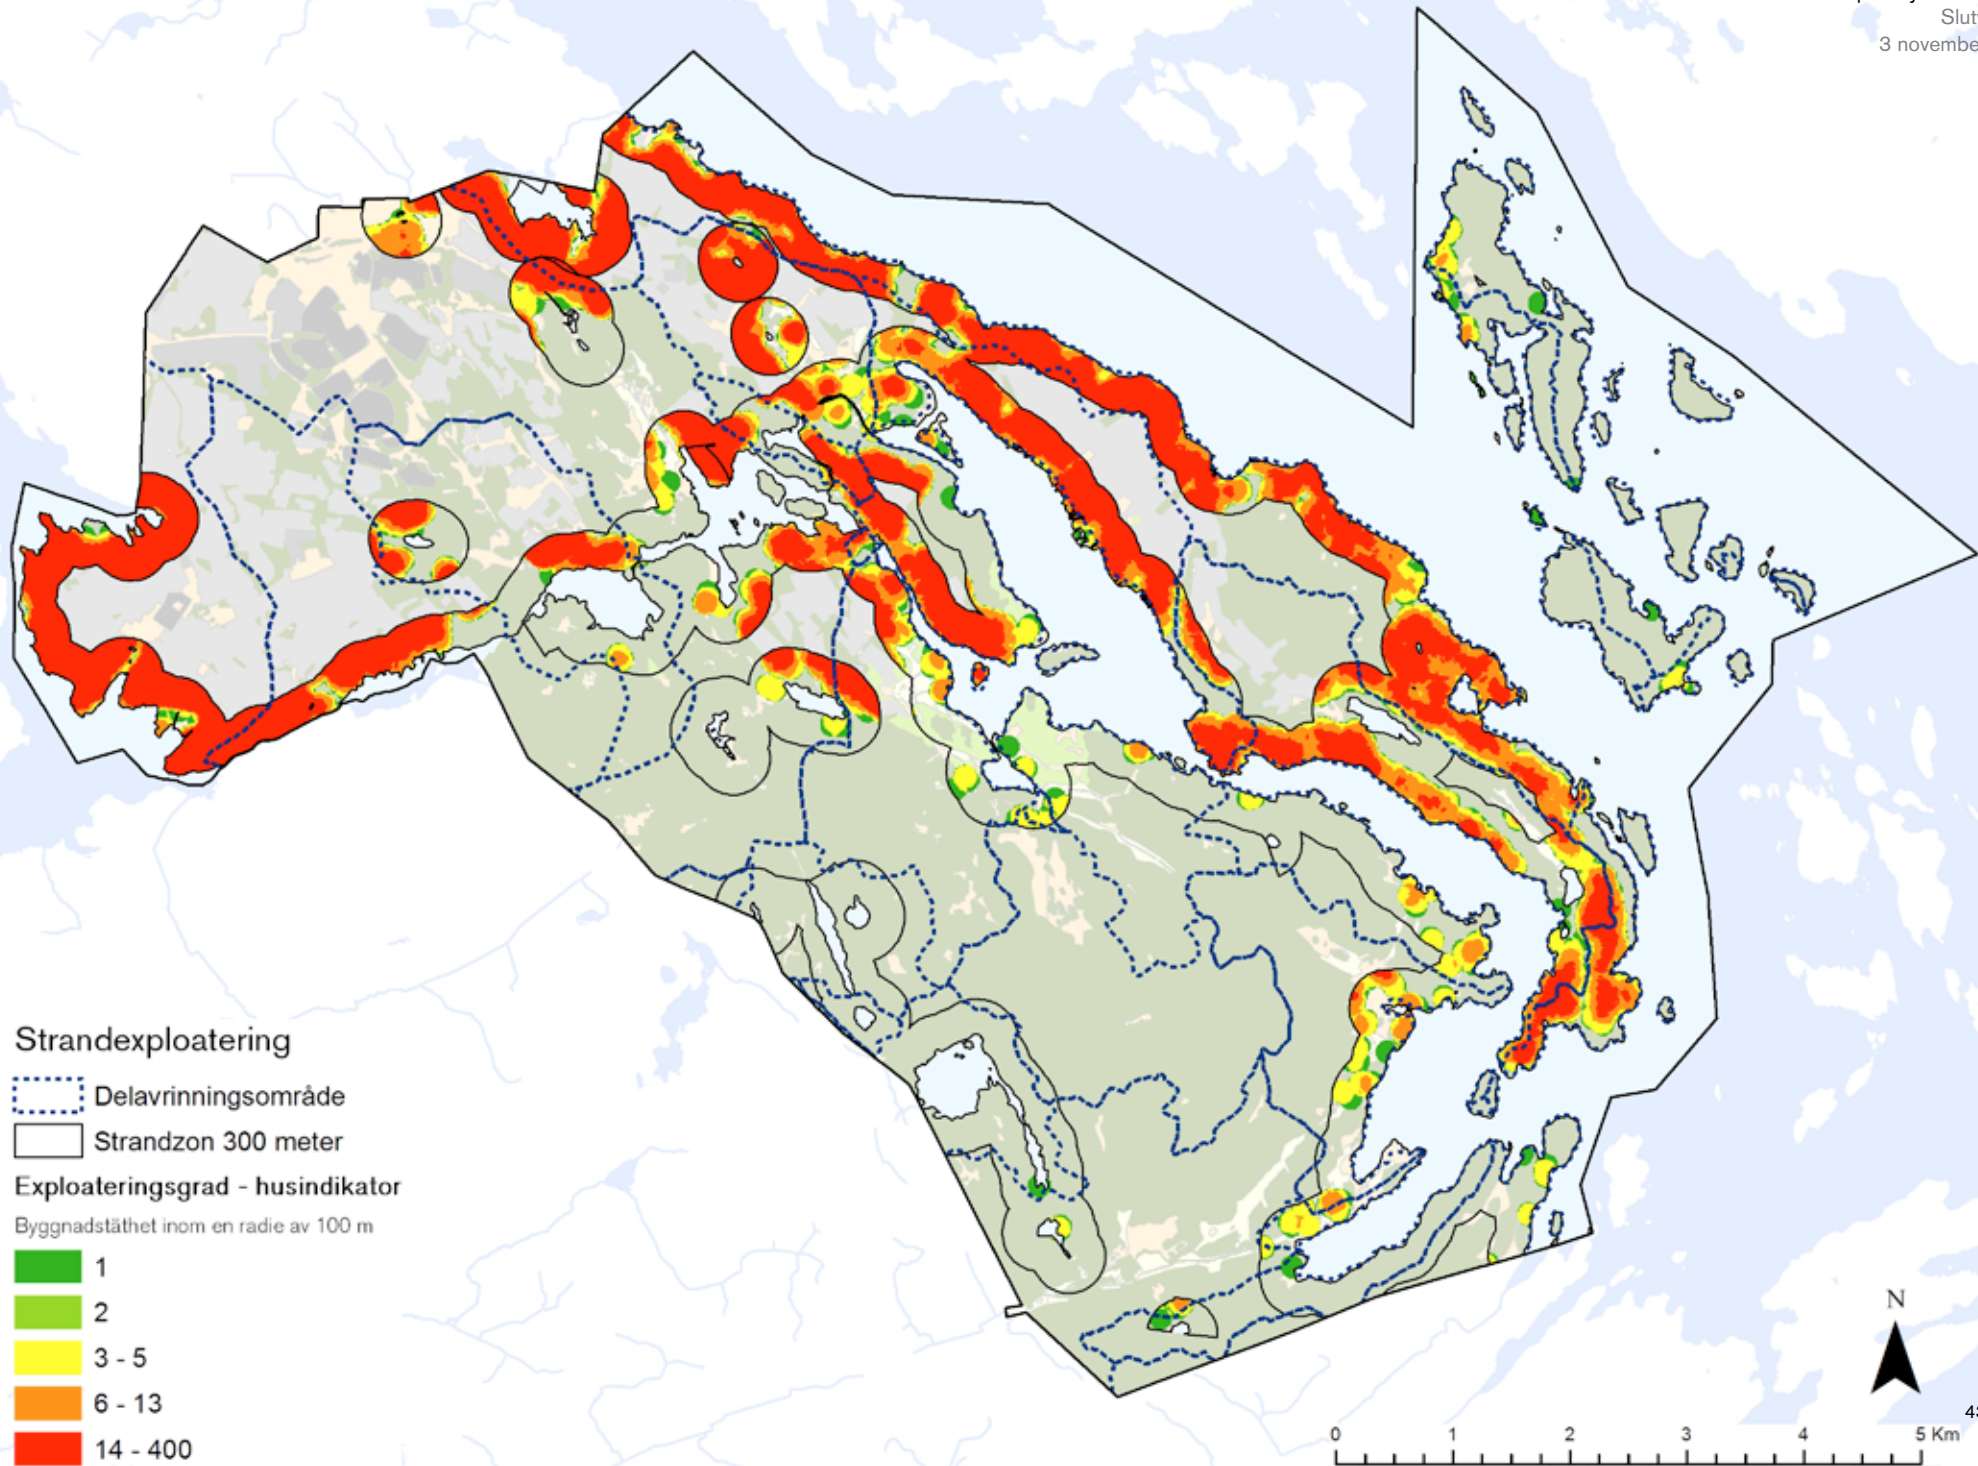 3 novembe
Strandexploatering
Delavrinningsområde
Strandzon 300 meter
Exploateringsgrad - husindikator
Byggnadstäthet inom en radie av 100 m
1
2
3 - 5
6 - 13
14 - 400
N
0 1 2 3 4 5 Km